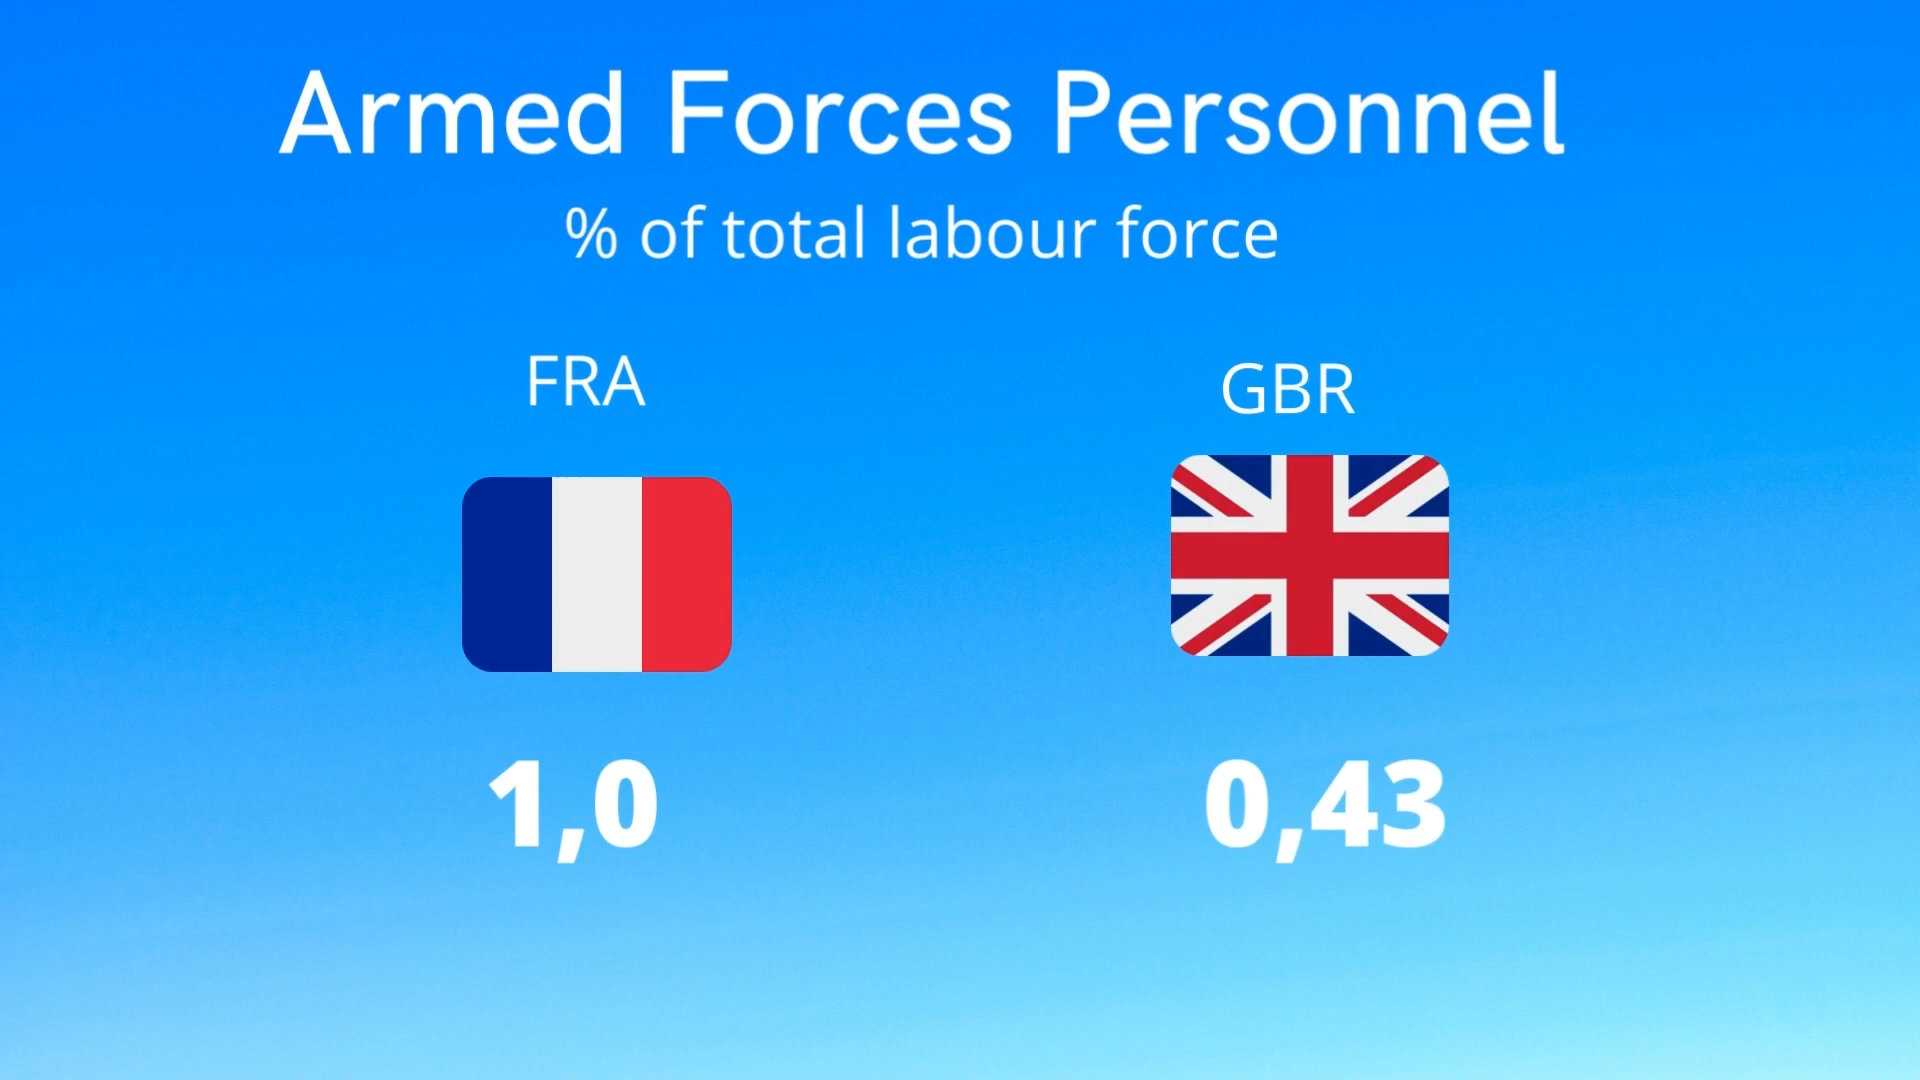 Armed Forces Personnel
% of total labour force
FRA
GBR
1,0
0,43